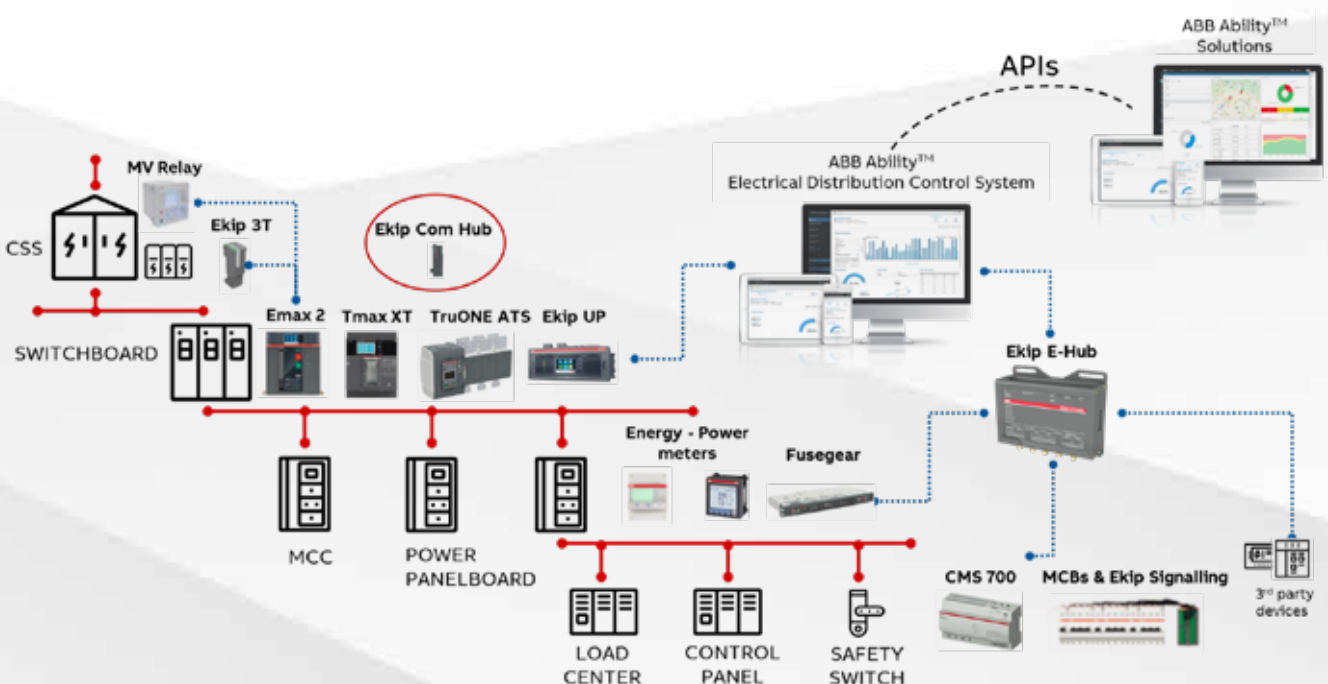 ABB Ability™
Solutions
APIs
ABB Ability™
Electrical Distribution Control System
MV Relay
Ekip 3T
Ekip Com Hub
CSS
Emax 2
Tmax XT
TruONE ATS
Ekip UP
SWITCHBOARD
Ekip E-Hub
Energy - Power
meters
Fusegear
MCC
POWER
PANELBOARD
CMS 700
MCBs & Ekip Signalling
3rd party
devices
LOAD
CENTER
CONTROL
PANEL
SAFETY
SWITCH